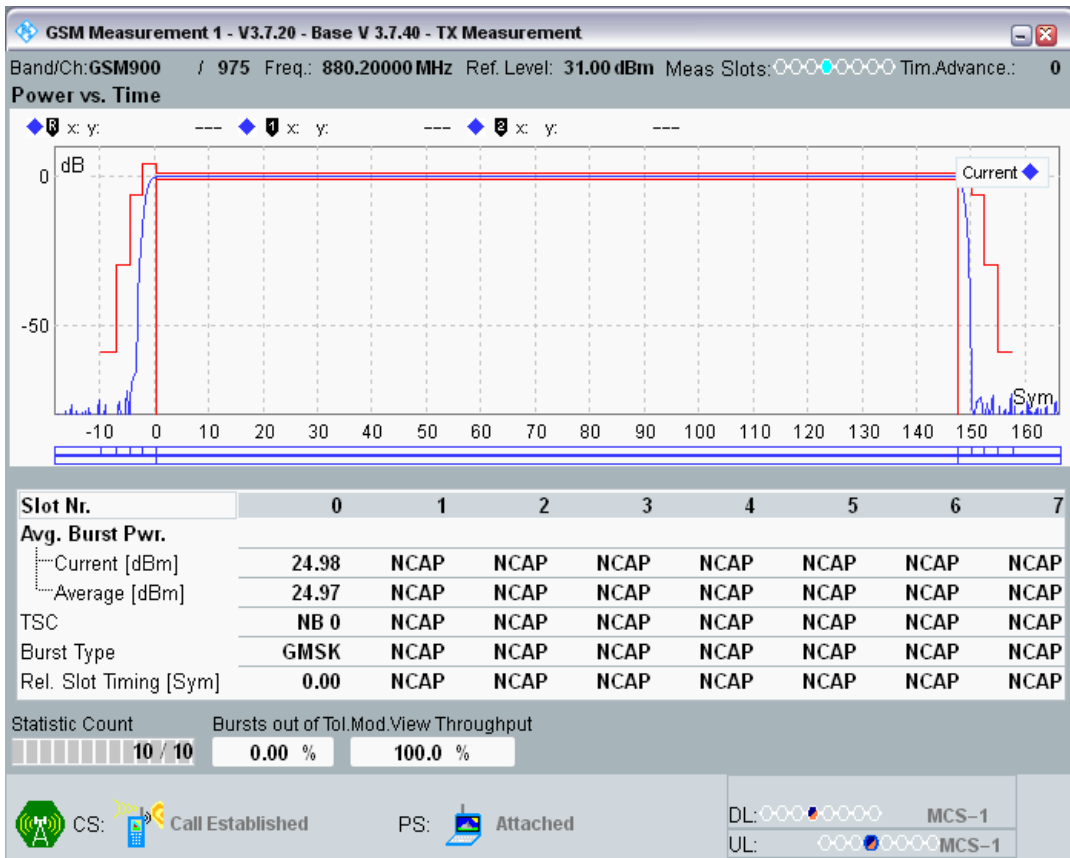 GSM Measurement 1 - V3.7.20 - Base V 3.7.40 - TX Measurement
Band/Ch:GSM900 / 975 Freq.: 880.20000 MHz Ref. Level: 31.00 dBm Meas Slots: Tim.Advance.: 0
Power vs. Time
R x: y: --- 1 x: y: --- 2 x: y: ---
dB
Current
0
-50
Sym
-10 0 10 20 30 40 50 60 70 80 90 100 110 120 130 140 150 160
Slot Nr. 0 1 2 3 4 5 6 7
Avg. Burst Pwr.
Current [dBm] 24.98 NCAP NCAP NCAP NCAP NCAP NCAP NCAP
Average [dBm] 24.97 NCAP NCAP NCAP NCAP NCAP NCAP NCAP
TSC NB 0 NCAP NCAP NCAP NCAP NCAP NCAP NCAP
Burst Type GMSK NCAP NCAP NCAP NCAP NCAP NCAP NCAP
Rel. Slot Timing [Sym] 0.00 NCAP NCAP NCAP NCAP NCAP NCAP NCAP
Statistic Count Bursts out of Tol.Mod.View Throughput
10 / 10 0.00 % 100.0 %
CS: Call Established PS: Attached
DL: MCS-1
UL: MCS-1